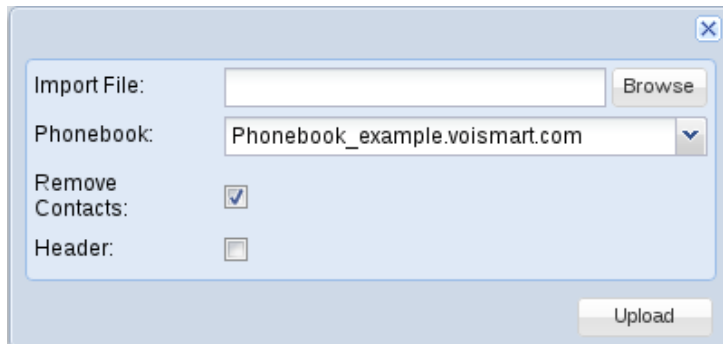 Import File:
Browse
Phonebook:
Phonebook_example.voismart.com
Remove
Contacts:
Header:
Upload